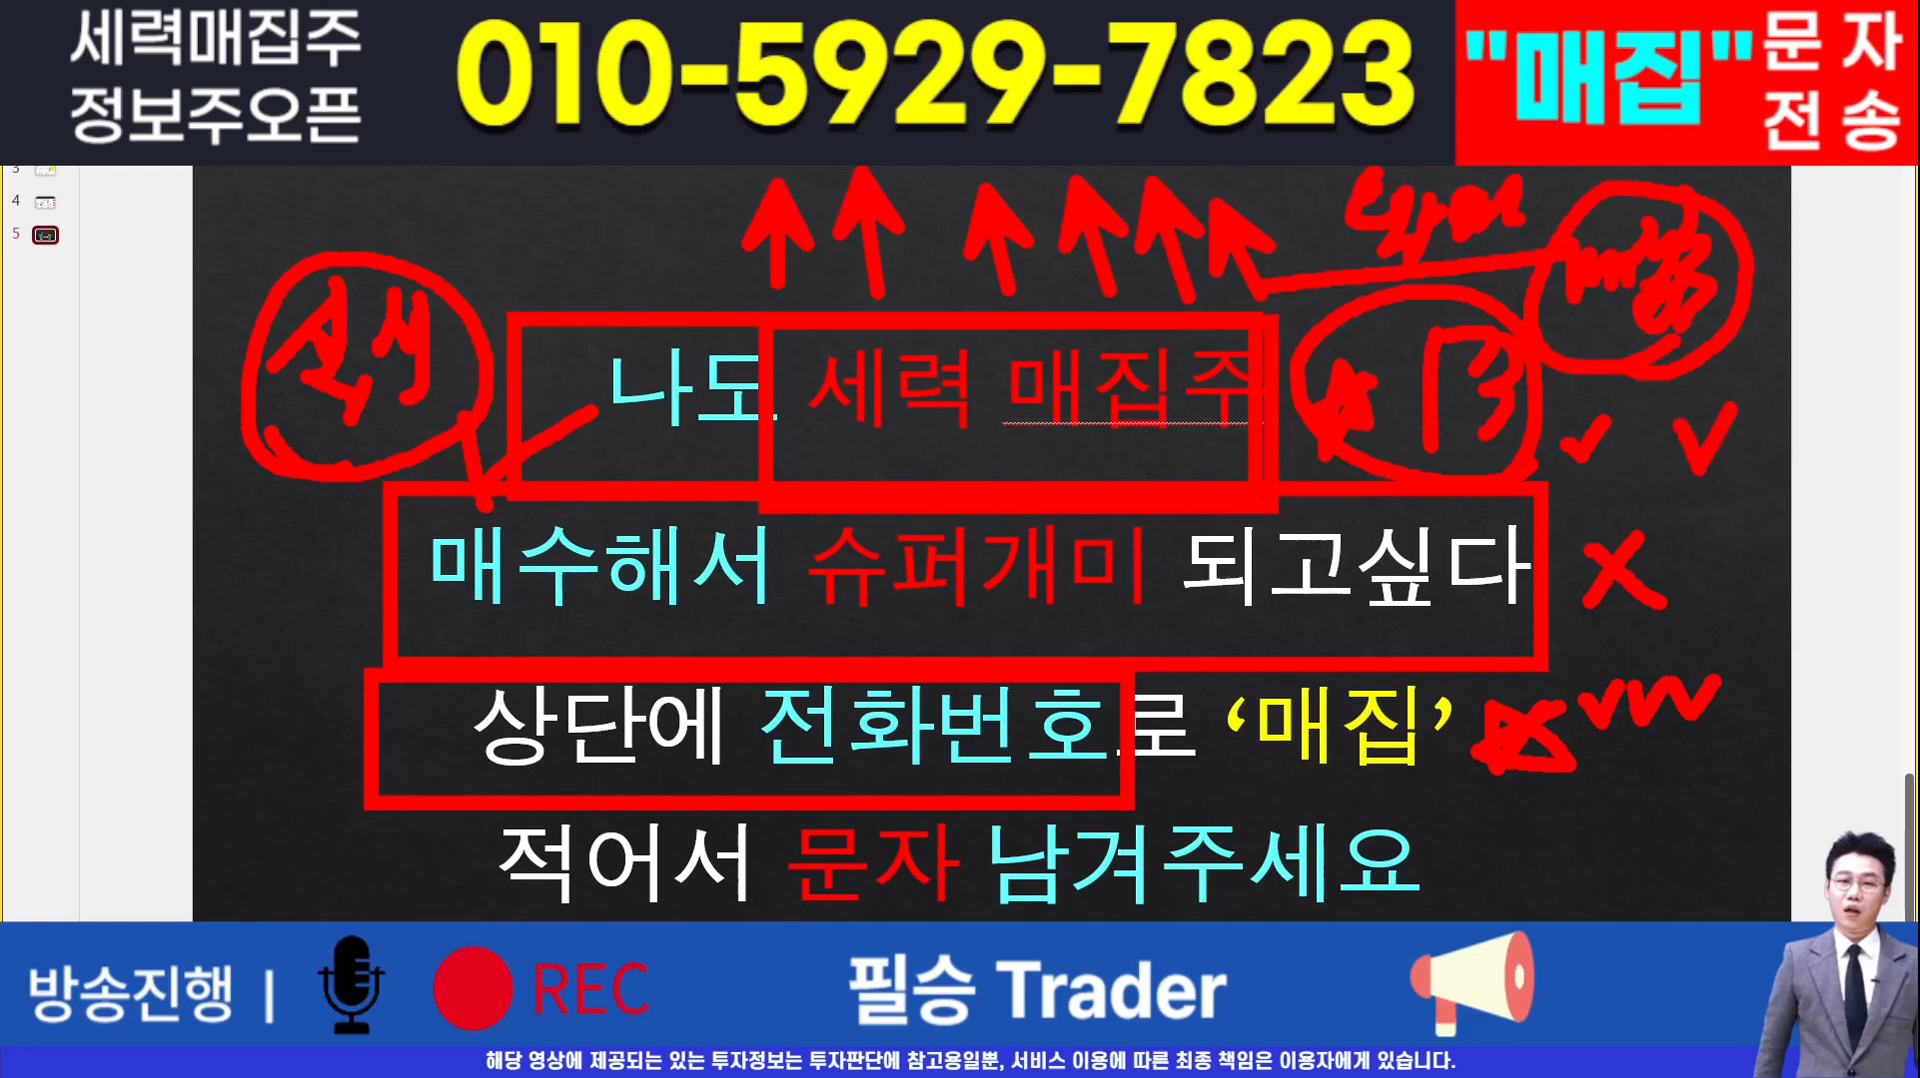 세력매집주
정보주오픈
010-5929-7823
"매집"
문자
전송
3
4
5
나도 세력 매집주
매수해서 슈퍼개미 되고싶다
상단에 전화번호로 ‘매집’
적어서 문자 남겨주세요
방송진행 |
REC
필승 Trader
해당 영상에 제공되는 있는 투자정보는 투자판단에 참고용일뿐, 서비스 이용에 따른 최종 책임은 이용자에게 있습니다.